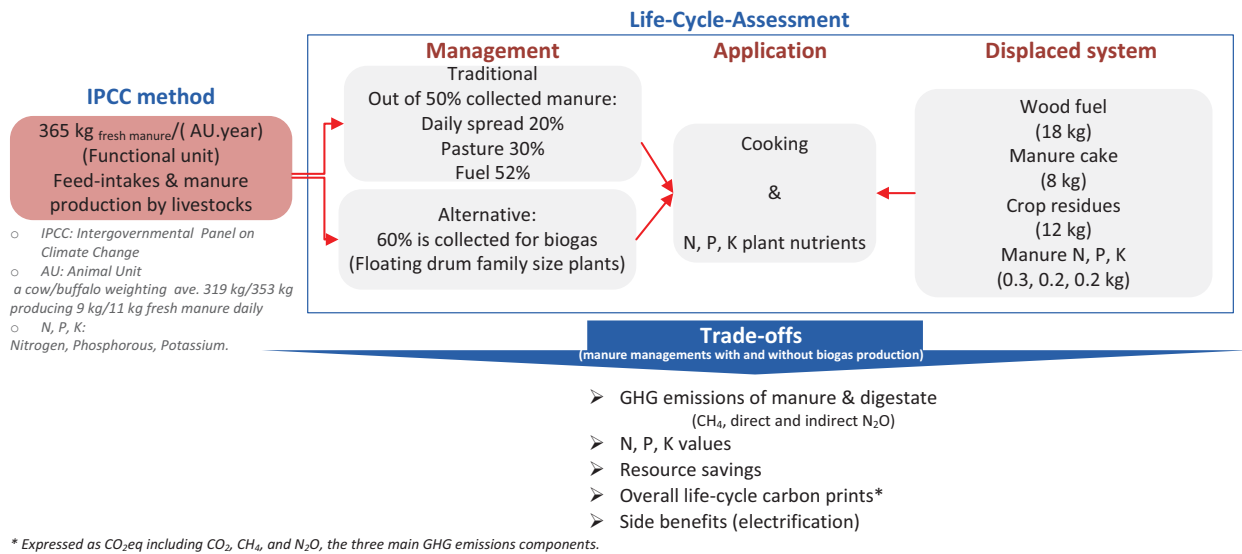 Life-Cycle-Assessment
IPCC method
365 kg fresh manure/( AU.year)
(Functional unit)
Feed-intakes & manure
production by livestocks
○ IPCC: Intergovernmental Panel on
Climate Change
○ AU: Animal Unit
a cow/buffalo weighting ave. 319 kg/353 kg
producing 9 kg/11 kg fresh manure daily
○ N, P, K:
Nitrogen, Phosphorous, Potassium.
Management
Traditional
Out of 50% collected manure:
Daily spread 20%
Pasture 30%
Fuel 52%
Alternative:
60% is collected for biogas
(Floating drum family size plants)
Application
Cooking
&
N, P, K plant nutrients
Displaced system
Wood fuel
(18 kg)
Manure cake
(8 kg)
Crop residues
(12 kg)
Manure N, P, K
(0.3, 0.2, 0.2 kg)
Trade-offs
(manure managements with and without biogas production)
➢ GHG emissions of manure & digestate
(CH₄, direct and indirect N₂O)
➢ N, P, K values
➢ Resource savings
➢ Overall life-cycle carbon prints*
➢ Side benefits (electrification)
* Expressed as CO₂eq including CO₂, CH₄, and N₂O, the three main GHG emissions components.